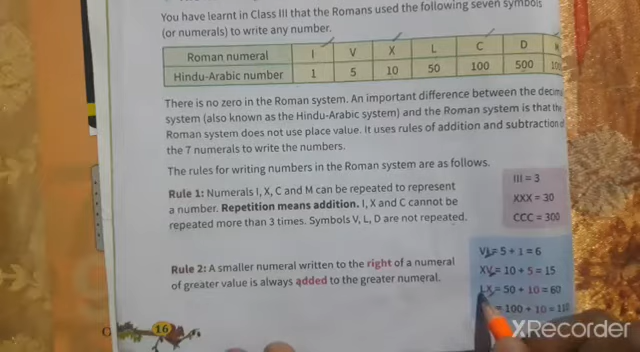 You have learnt in Class III that the Romans used the following seven symbols
(or numerals) to write any number.
Roman numeral I V X L C D M
Hindu-Arabic number 1 5 10 50 100 500
There is no zero in the Roman system. An important difference between the
system (also known as the Hindu-Arabic system) and the Roman system is that the
Roman system does not use place value. It uses rules of addition and subtraction
the 7 numerals to write the numbers.
The rules for writing numbers in the Roman system are as follows.
Rule 1: Numerals I, X, C and M can be repeated to represent
a number. Repetition means addition. I, X and C cannot be
repeated more than 3 times. Symbols V, L, D are not repeated.
III = 3
XXX = 30
CCC = 300
Rule 2: A smaller numeral written to the right of a numeral
of greater value is always added to the greater numeral.
VI = 5 + 1 = 6
XV = 10 + 5 = 15
LX = 50 + 10 = 60
= 100 + 10 = 110
16
XRecorder